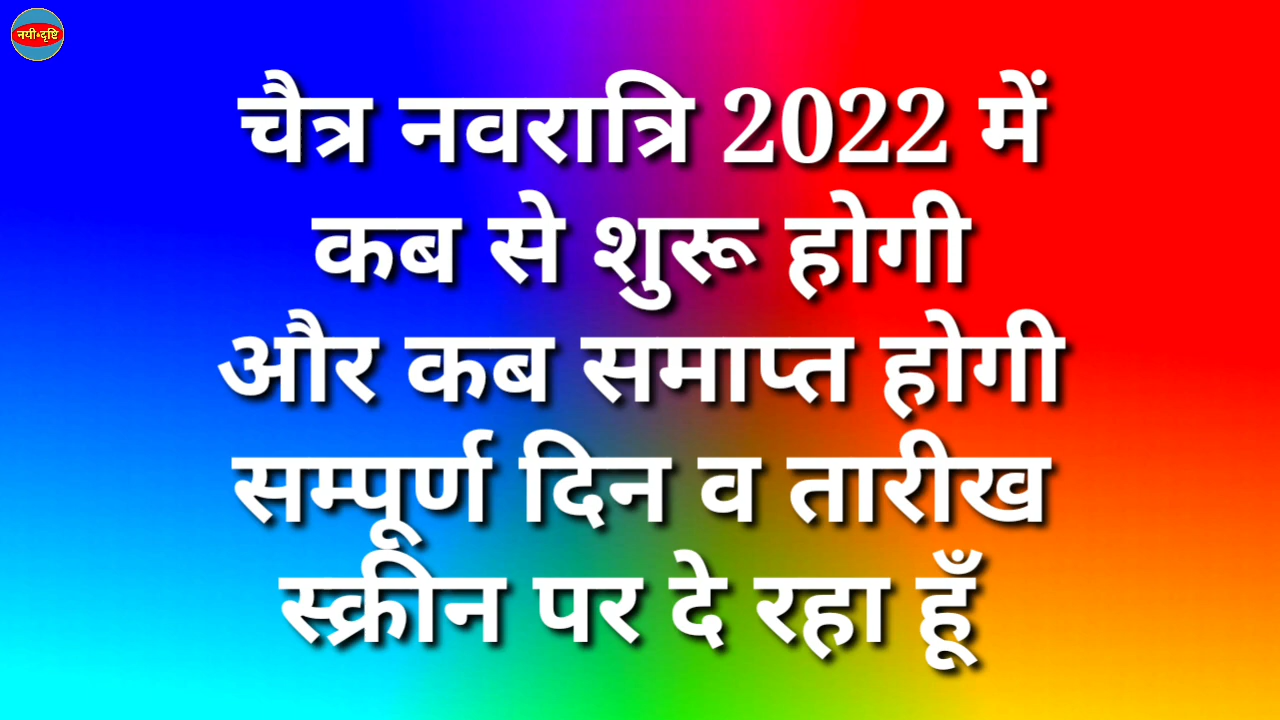 नयी•दृष्टि
चैत्र नवरात्रि 2022 में
कब से शुरू होगी
और कब समाप्त होगी
सम्पूर्ण दिन व तारीख
स्क्रीन पर दे रहा हूँ